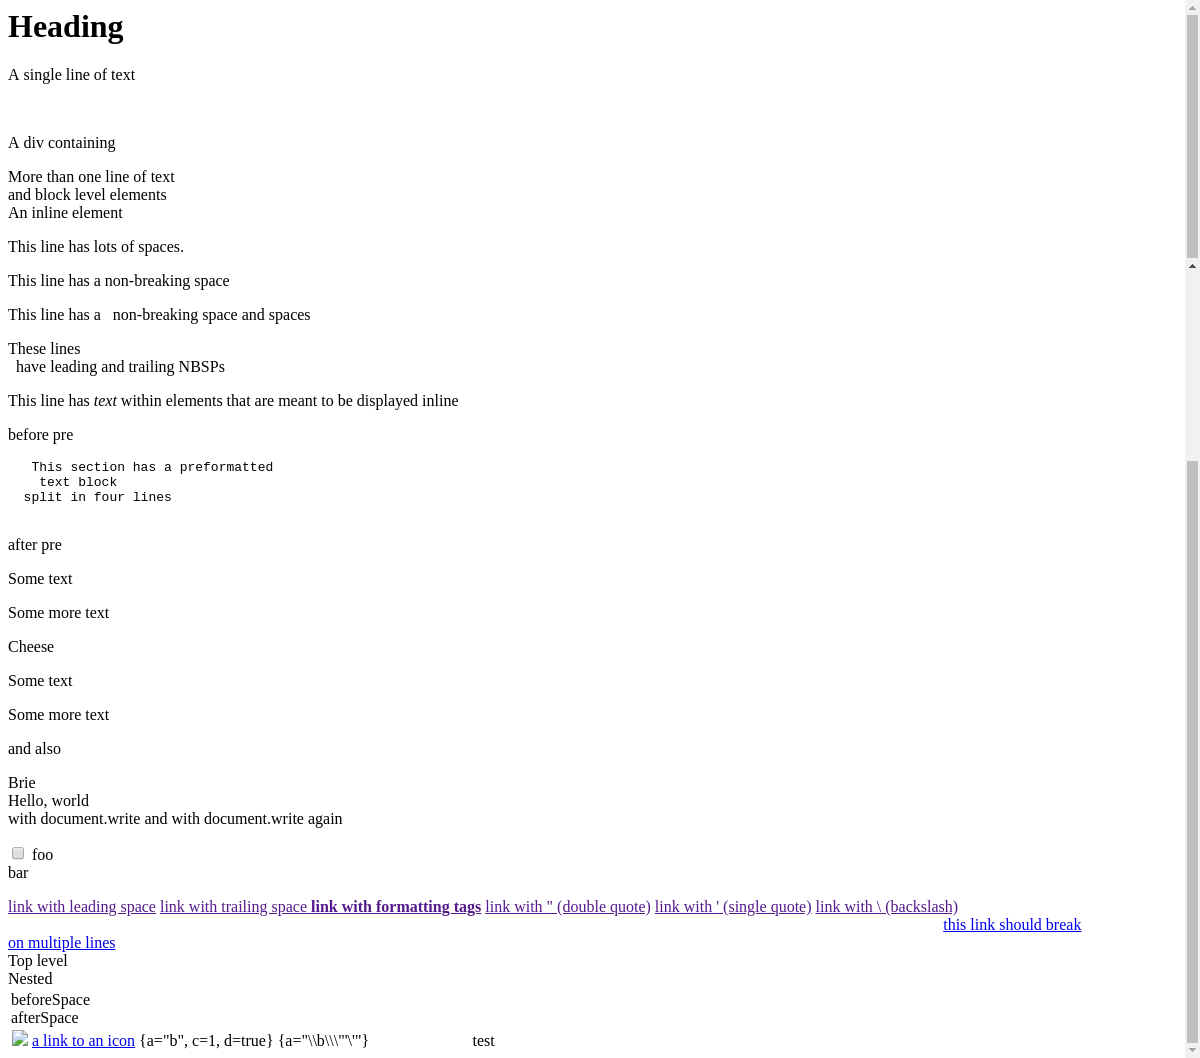 Heading
A single line of text
A div containing
More than one line of text
and block level elements
An inline element
This line has lots of spaces.
This line has a non-breaking space
This line has a   non-breaking space and spaces
These lines
  have leading and trailing NBSPs
This line has text within elements that are meant to be displayed inline
before pre
   This section has a preformatted
    text block
  split in four lines
after pre
Some text
Some more text
Cheese
Some text
Some more text
and also
Brie
Hello, world
with document.write and with document.write again
foo
bar
link with leading space link with trailing space link with formatting tags link with " (double quote) link with ' (single quote) link with \ (backslash)
this link should break
on multiple lines
Top level
Nested
beforeSpace
afterSpace
a link to an icon {a="b", c=1, d=true} {a="\\b\\\"'\'"} test